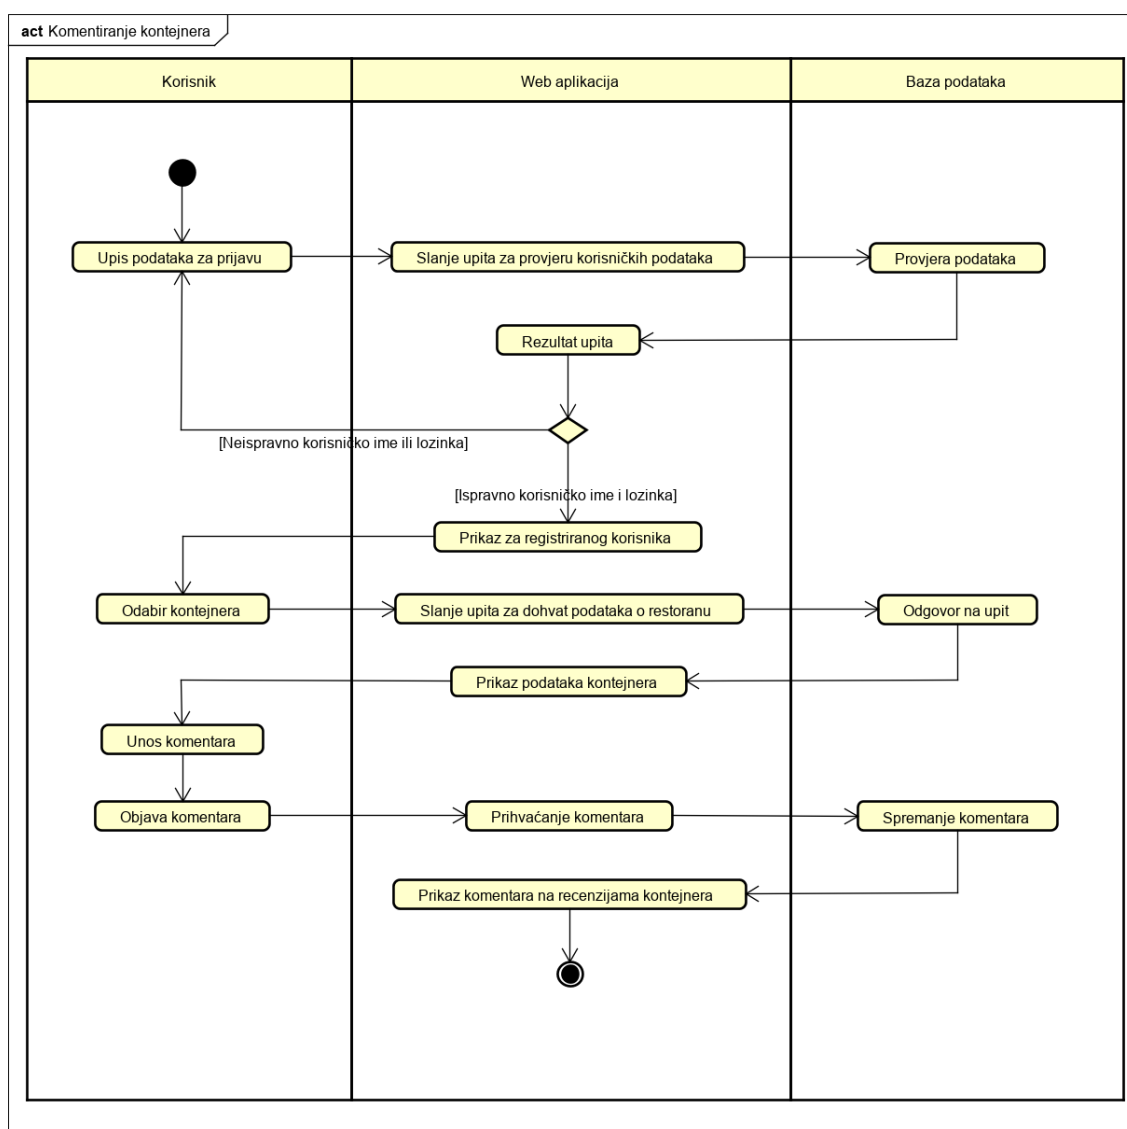 act Komentiranje kontejnera
Korisnik
Web aplikacija
Baza podataka
Upis podataka za prijavu
Slanje upita za provjeru korisničkih podataka
Provjera podataka
Rezultat upita
[Neispravno korisničko ime ili lozinka]
[Ispravno korisničko ime i lozinka]
Prikaz za registriranog korisnika
Odabir kontejnera
Slanje upita za dohvat podataka o restoranu
Odgovor na upit
Prikaz podataka kontejnera
Unos komentara
Objava komentara
Prihvaćanje komentara
Spremanje komentara
Prikaz komentara na recenzijama kontejnera